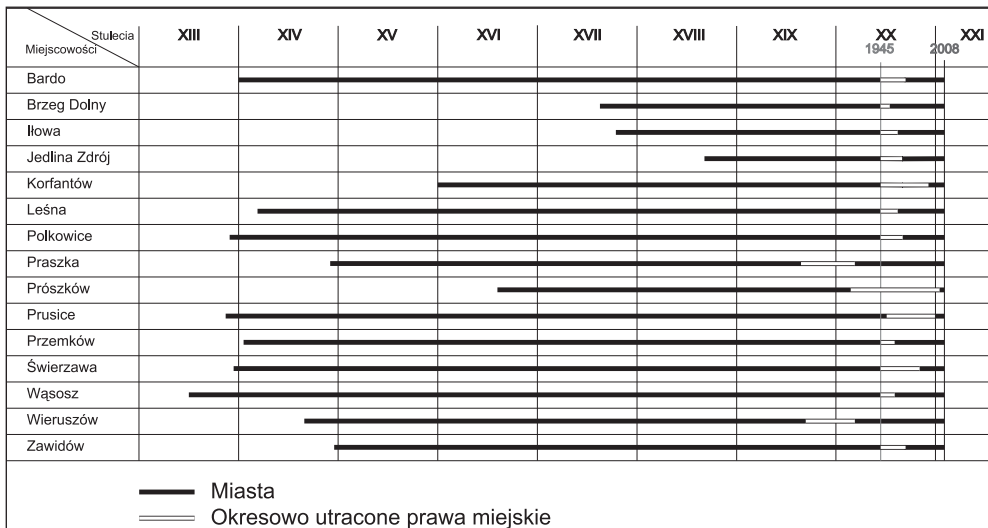 Stulecia
Miejscowości
XIII XIV XV XVI XVII XVIII XIX XX XXI
1945 2008
Bardo
Brzeg Dolny
Iłowa
Jedlina Zdrój
Korfantów
Leśna
Polkowice
Praszka
Prószków
Prusice
Przemków
Świerzawa
Wąsosz
Wieruszów
Zawidów
Miasta
Okresowo utracone prawa miejskie